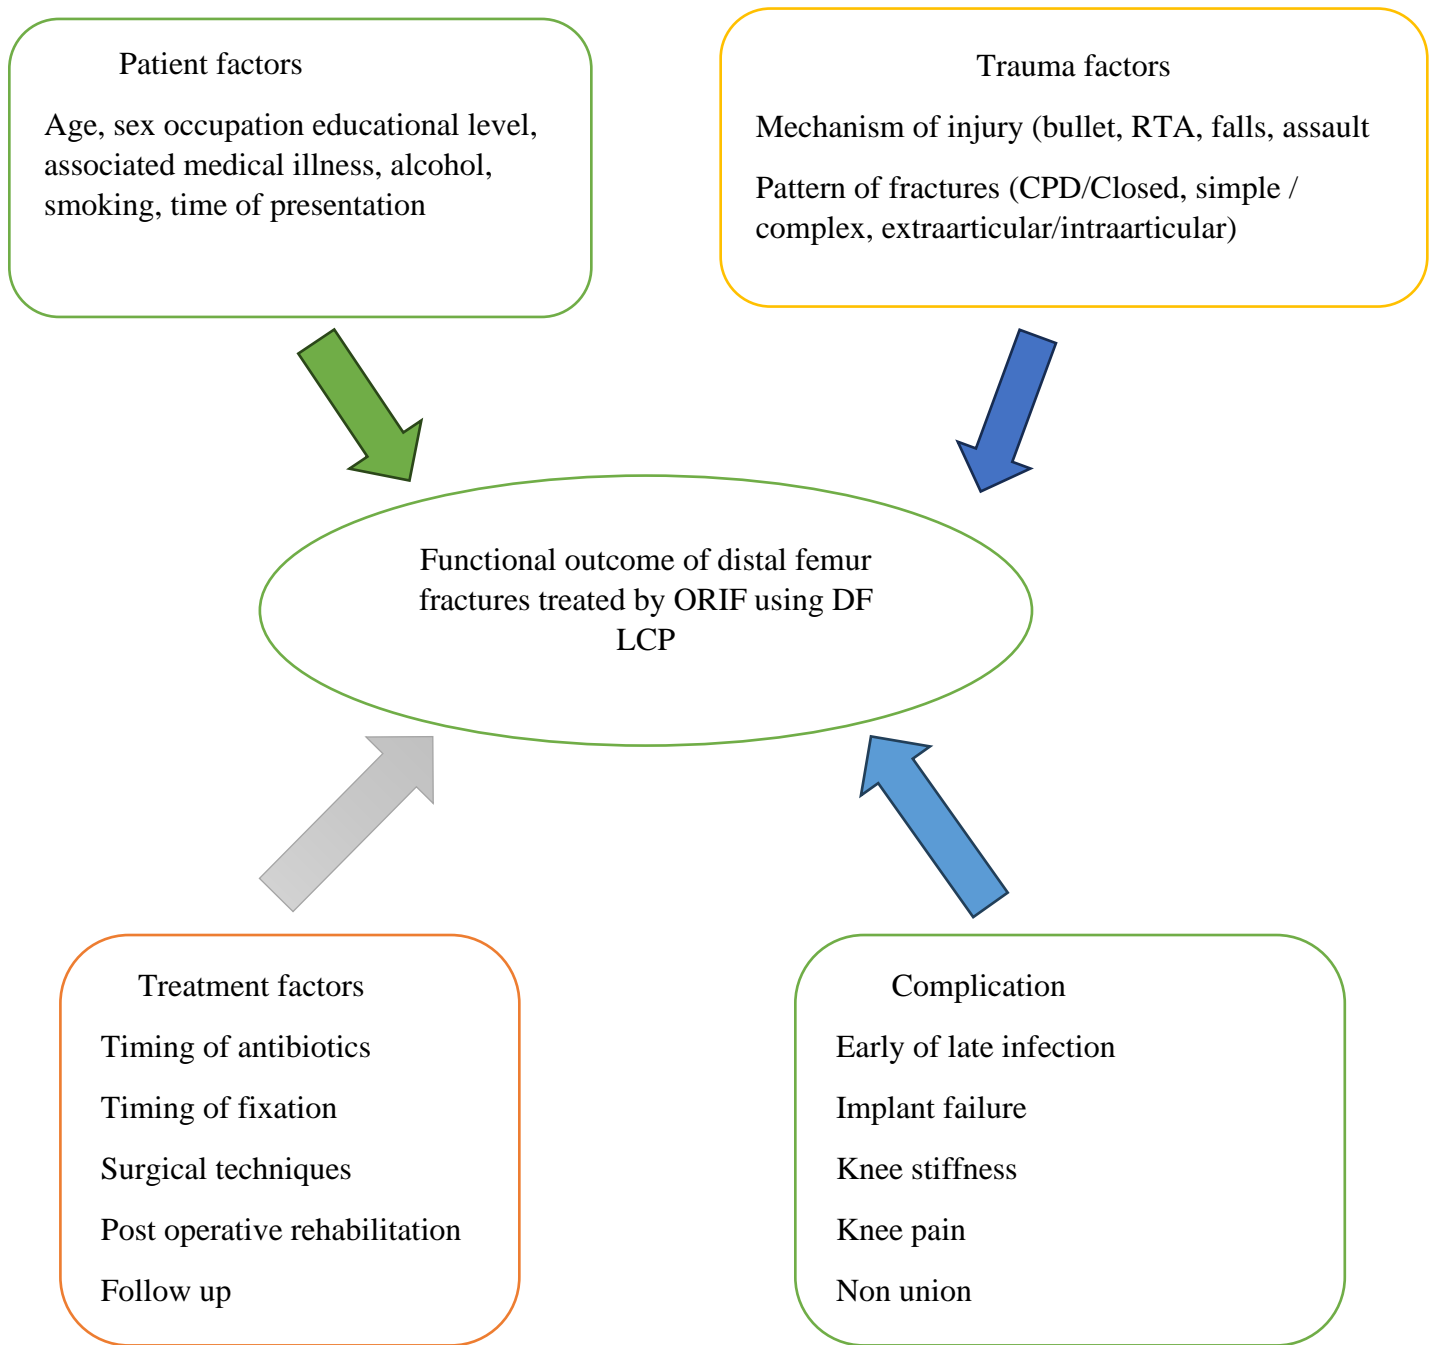 Patient factors
Age, sex occupation educational level,
associated medical illness, alcohol,
smoking, time of presentation
Trauma factors
Mechanism of injury (bullet, RTA, falls, assault
Pattern of fractures (CPD/Closed, simple /
complex, extraarticular/intraarticular)
Functional outcome of distal femur
fractures treated by ORIF using DF
LCP
Treatment factors
Timing of antibiotics
Timing of fixation
Surgical techniques
Post operative rehabilitation
Follow up
Complication
Early of late infection
Implant failure
Knee stiffness
Knee pain
Non union